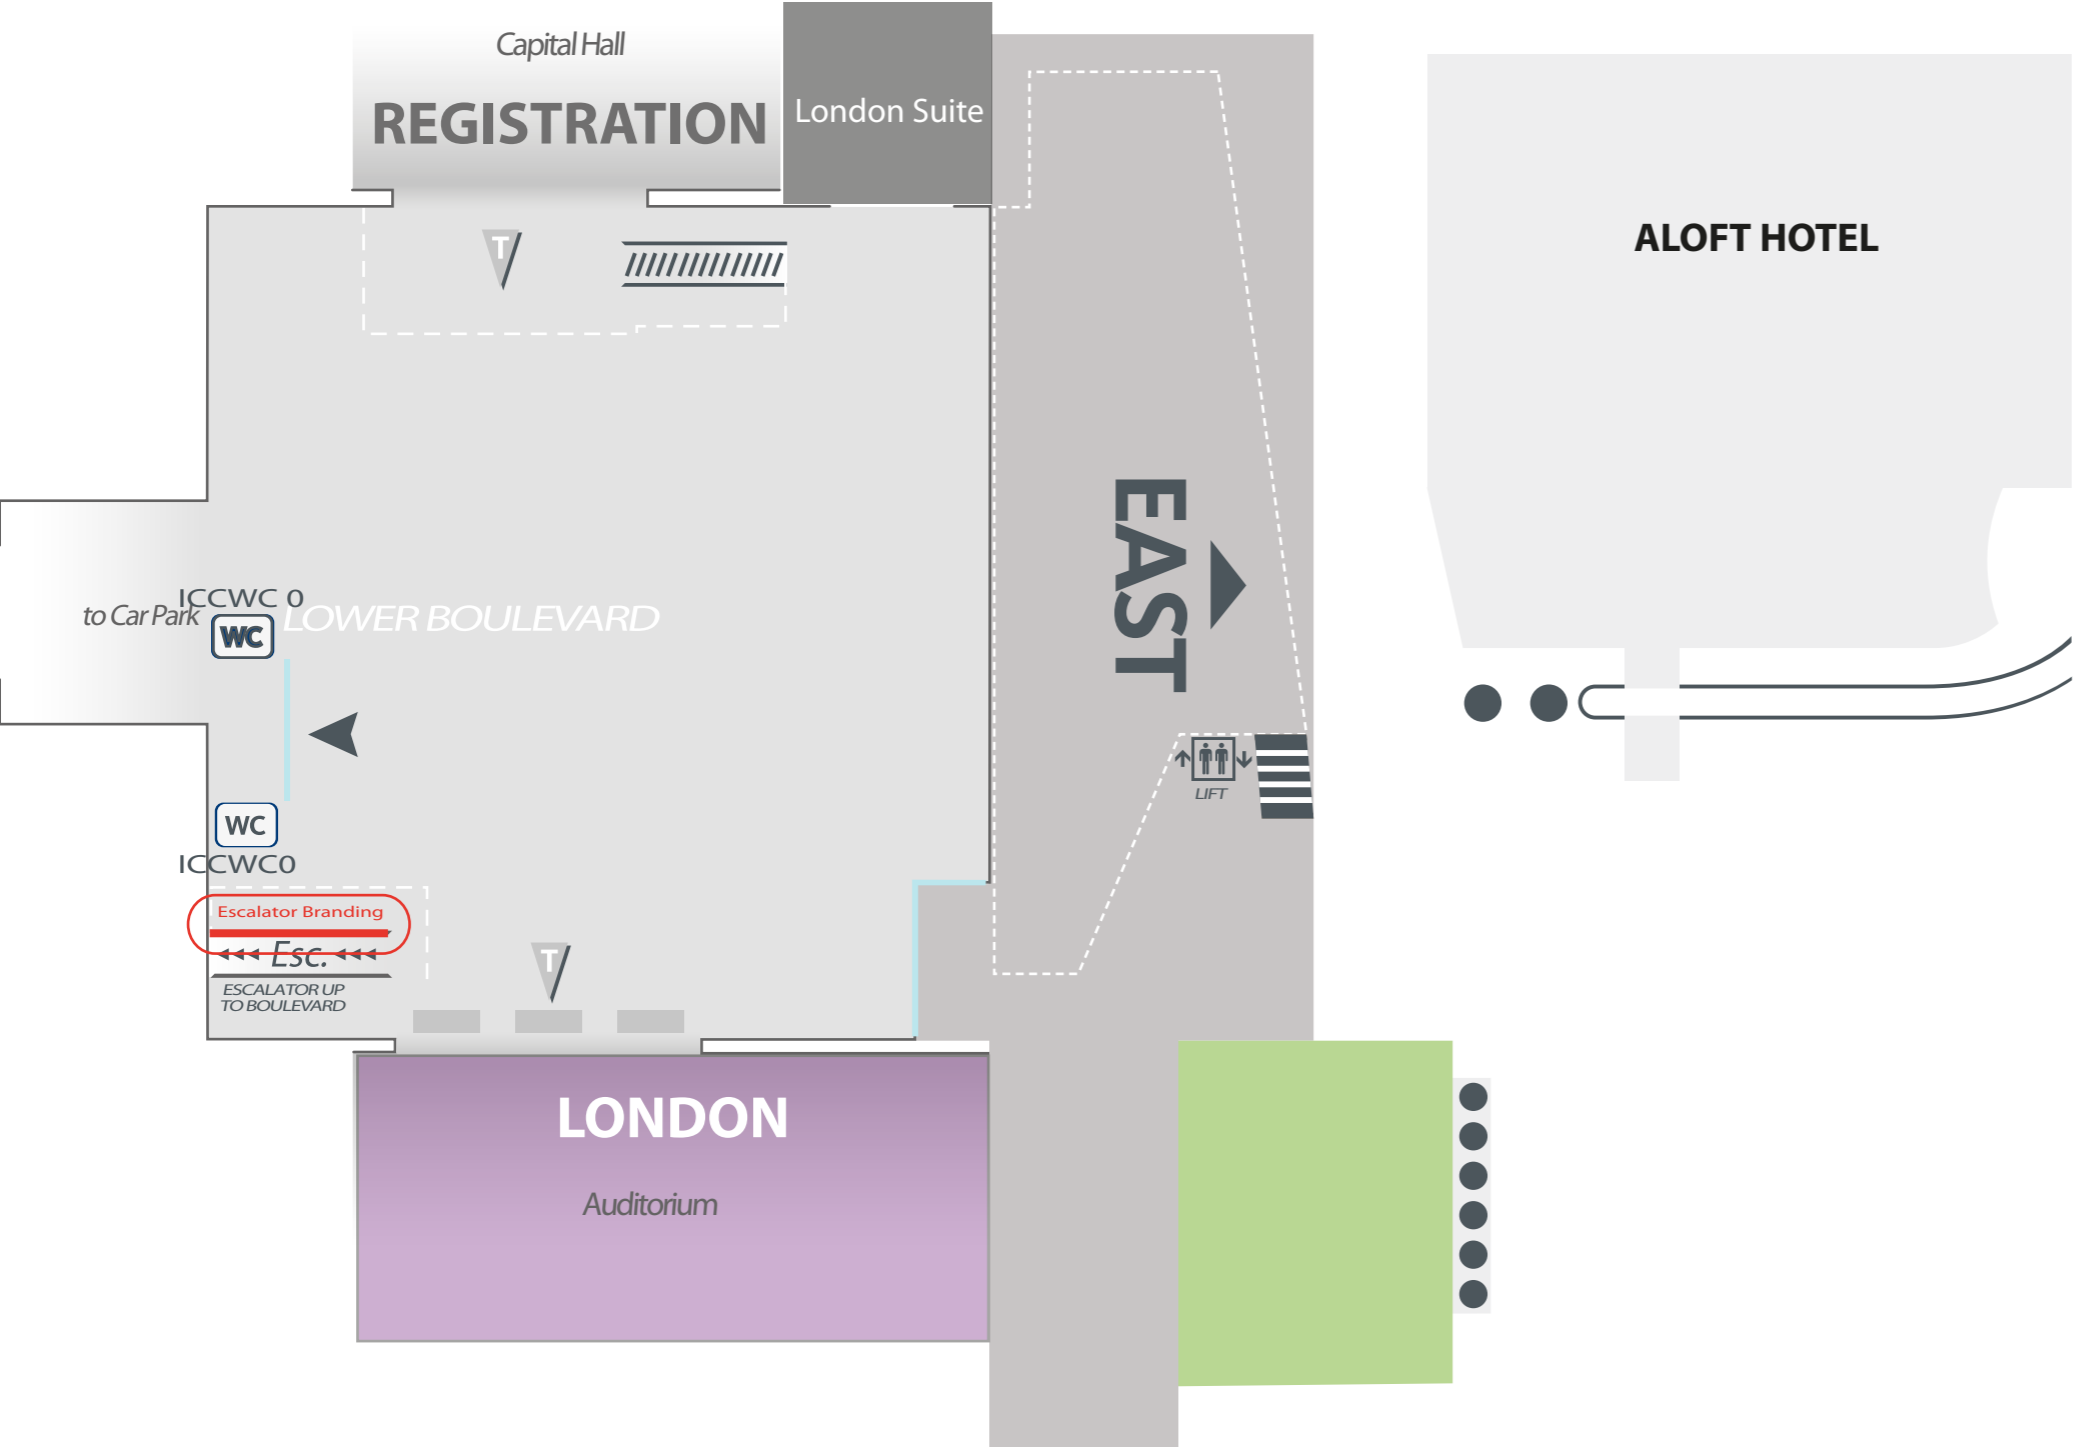 Capital Hall
REGISTRATION
London Suite
ALOFT HOTEL
T
EAST
ICCWC 0
to Car Park
WC
LOWER BOULEVARD
LIFT
WC
ICCWC0
Escalator Branding
Esc.
ESCALATOR UP
TO BOULEVARD
T
LONDON
Auditorium